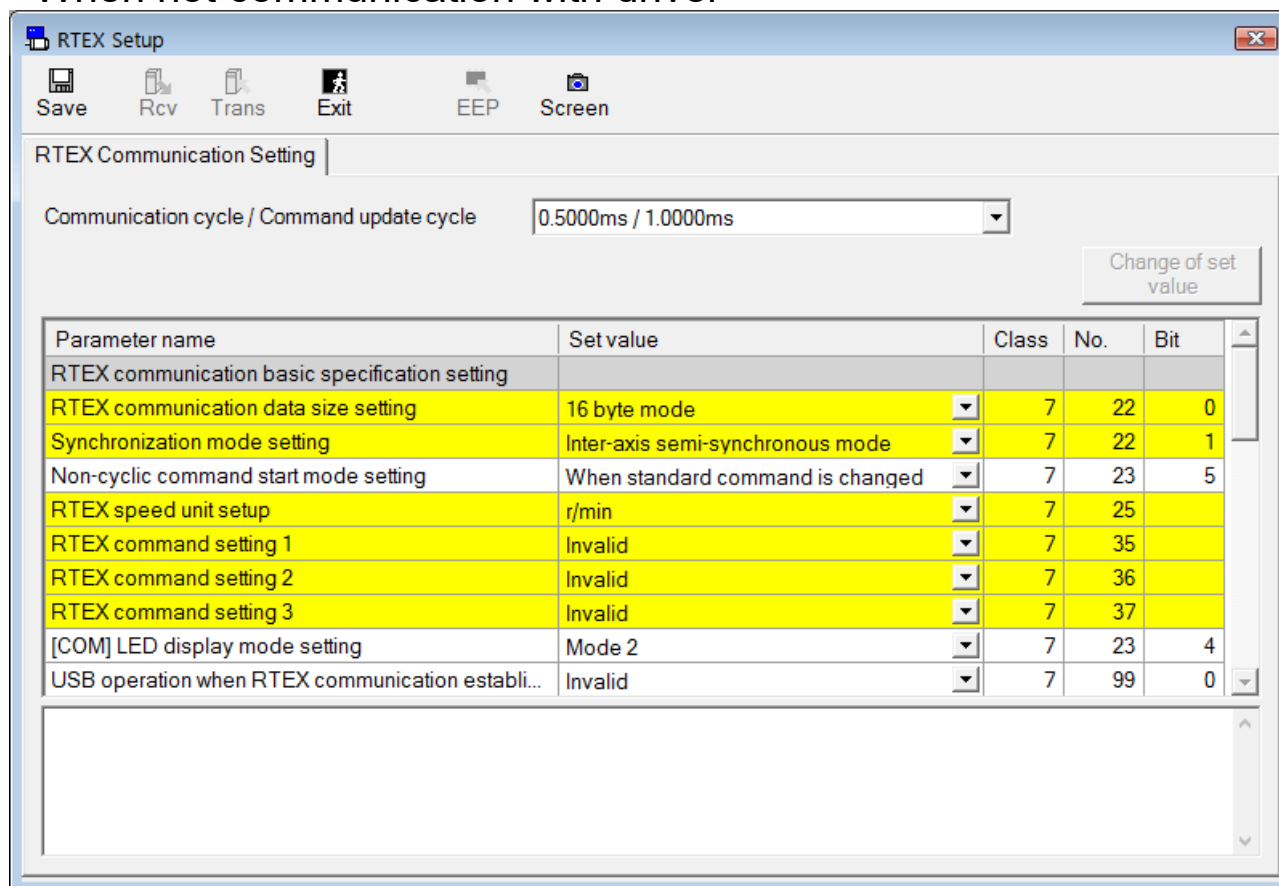 When not communication with driver
RTEX Setup
Save Rcv Trans Exit EEP Screen
RTEX Communication Setting
Communication cycle / Command update cycle 0.5000ms / 1.0000ms
Change of set
value
Parameter name Set value Class No. Bit
RTEX communication basic specification setting
RTEX communication data size setting 16 byte mode 7 22 0
Synchronization mode setting Inter-axis semi-synchronous mode 7 22 1
Non-cyclic command start mode setting When standard command is changed 7 23 5
RTEX speed unit setup r/min 7 25
RTEX command setting 1 Invalid 7 35
RTEX command setting 2 Invalid 7 36
RTEX command setting 3 Invalid 7 37
[COM] LED display mode setting Mode 2 7 23 4
USB operation when RTEX communication establi... Invalid 7 99 0